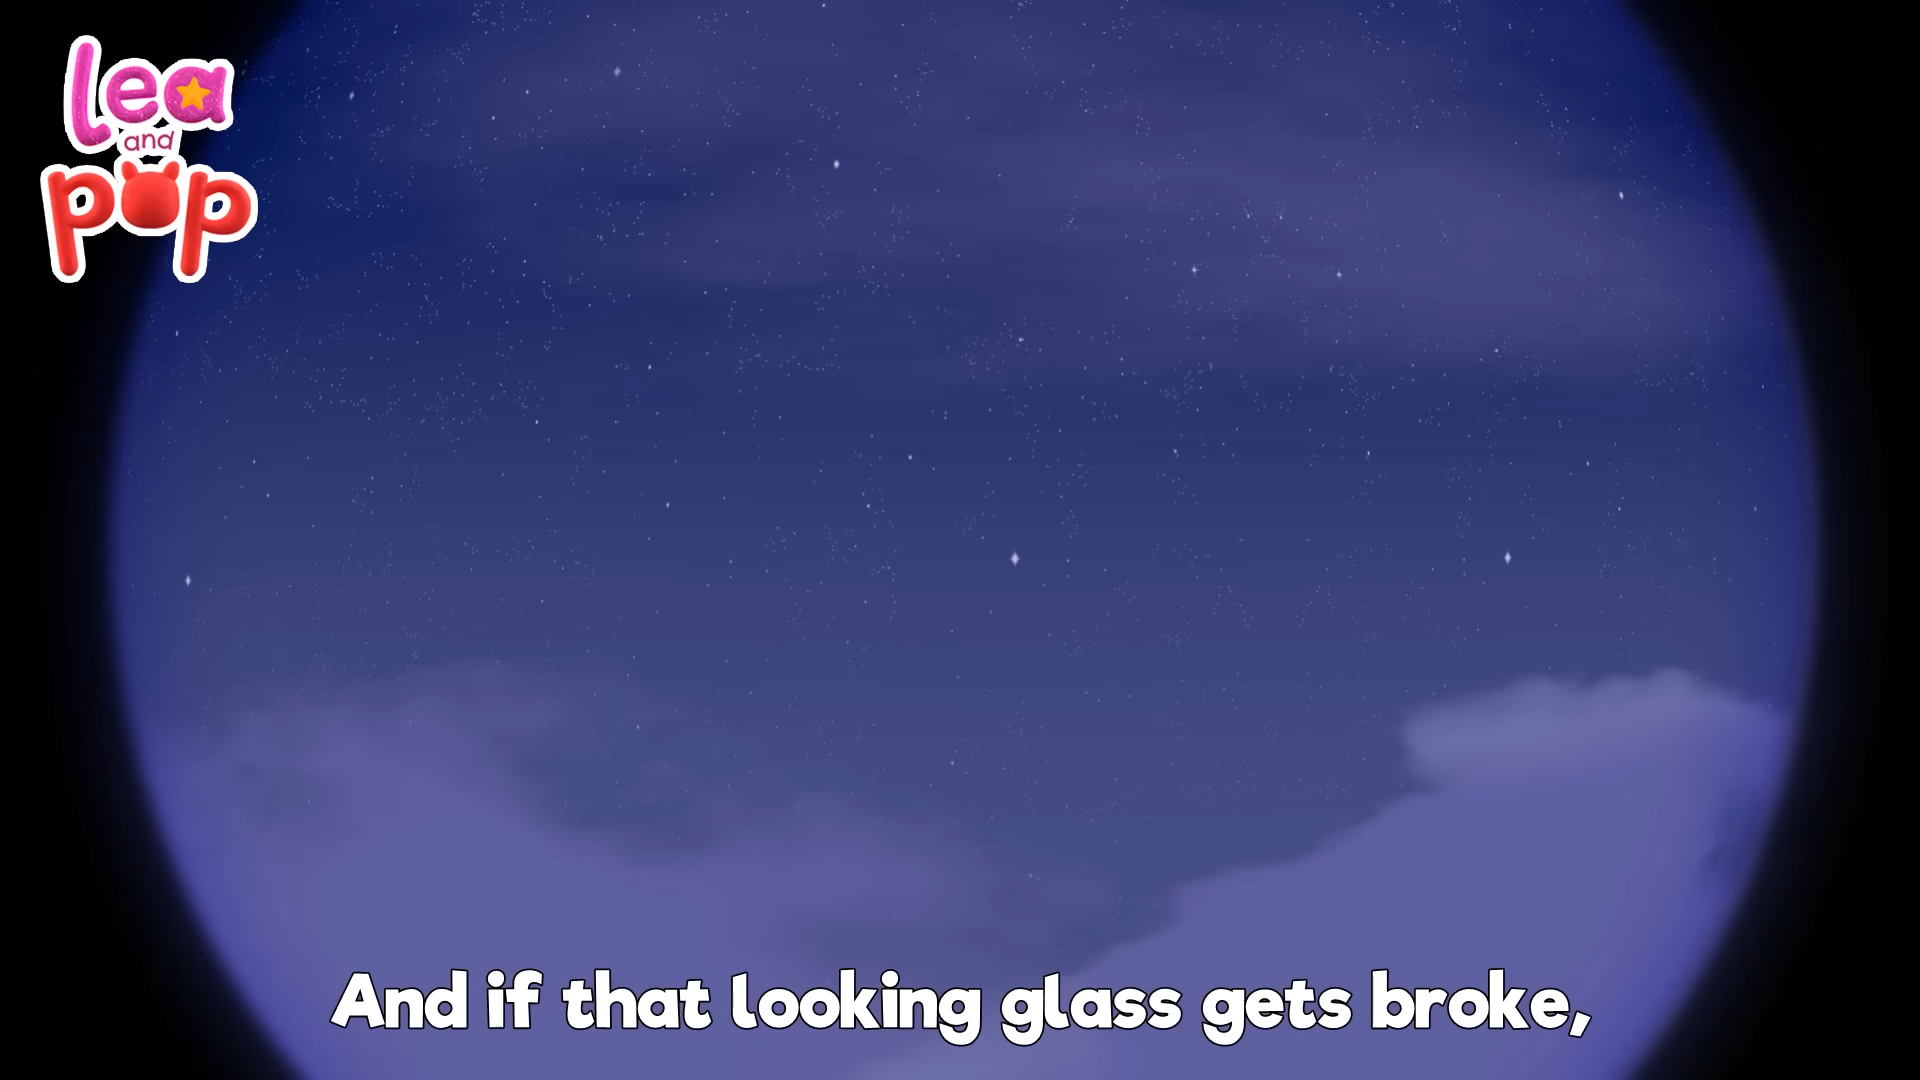 lea
and
pop
And if that looking glass gets broke,